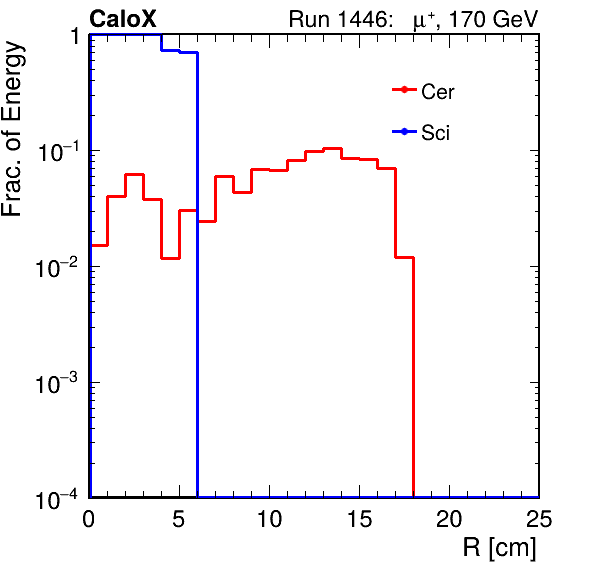 CaloX Run 1446: μ⁺, 170 GeV
Frac. of Energy
1
10⁻¹
10⁻²
10⁻³
10⁻⁴
Cer
Sci
0 5 10 15 20 25
R [cm]